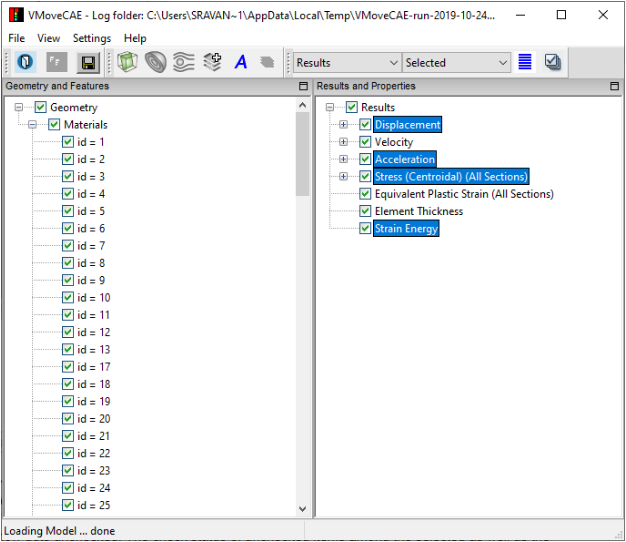 VMoveCAE - Log folder: C:\Users\SRAVAN~1\AppData\Local\Temp\VMoveCAE-run-2019-10-24...
File View Settings Help
FF A Results Selected
Geometry and Features
Results and Properties
Geometry
Materials
id = 1
id = 2
id = 3
id = 4
id = 5
id = 6
id = 7
id = 8
id = 9
id = 10
id = 11
id = 12
id = 13
id = 17
id = 18
id = 19
id = 20
id = 21
id = 22
id = 23
id = 24
id = 25
Results
Displacement
Velocity
Acceleration
Stress (Centroidal) (All Sections)
Equivalent Plastic Strain (All Sections)
Element Thickness
Strain Energy
Loading Model ... done